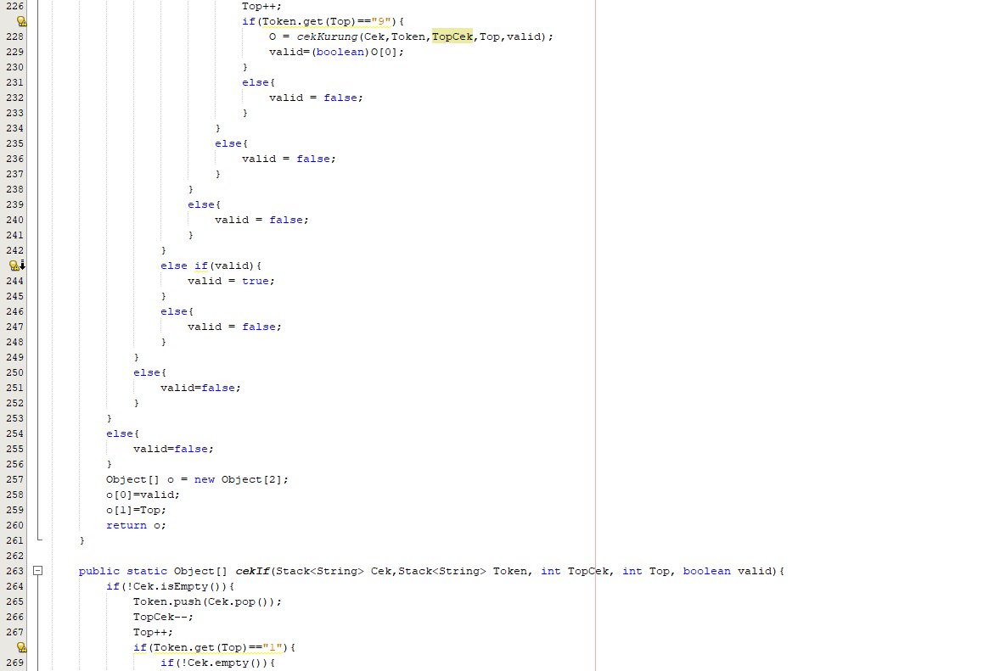 226 Top++;
if(Token.get(Top)=="9"){
228 O = cekKurung(Cek,Token,TopCek,Top,valid);
229 valid=(boolean)O[0];
230 }
231 else{
232 valid = false;
233 }
234 }
235 else{
236 valid = false;
237 }
238 }
239 else{
240 valid = false;
241 }
242 }
else if(valid){
244 valid = true;
245 }
246 else{
247 valid = false;
248 }
249 }
250 else{
251 valid=false;
252 }
253 }
254 else{
255 valid=false;
256 }
257 Object[] o = new Object[2];
258 o[0]=valid;
259 o[1]=Top;
260 return o;
261 }
262
263 public static Object[] cekIf(Stack<String> Cek,Stack<String> Token, int TopCek, int Top, boolean valid){
264 if(!Cek.isEmpty()){
265 Token.push(Cek.pop());
266 TopCek--;
267 Top++;
if(Token.get(Top)=="1"){
269 if(!Cek.empty()){